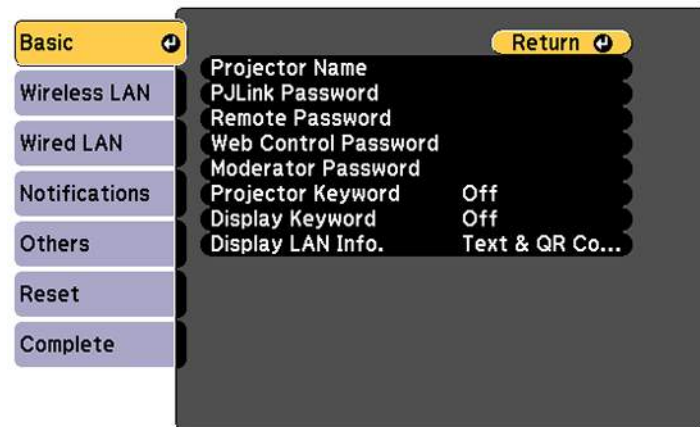 Basic
Wireless LAN
Wired LAN
Notifications
Others
Reset
Complete
Return
Projector Name
PJLink Password
Remote Password
Web Control Password
Moderator Password
Projector Keyword Off
Display Keyword Off
Display LAN Info. Text & QR Co...